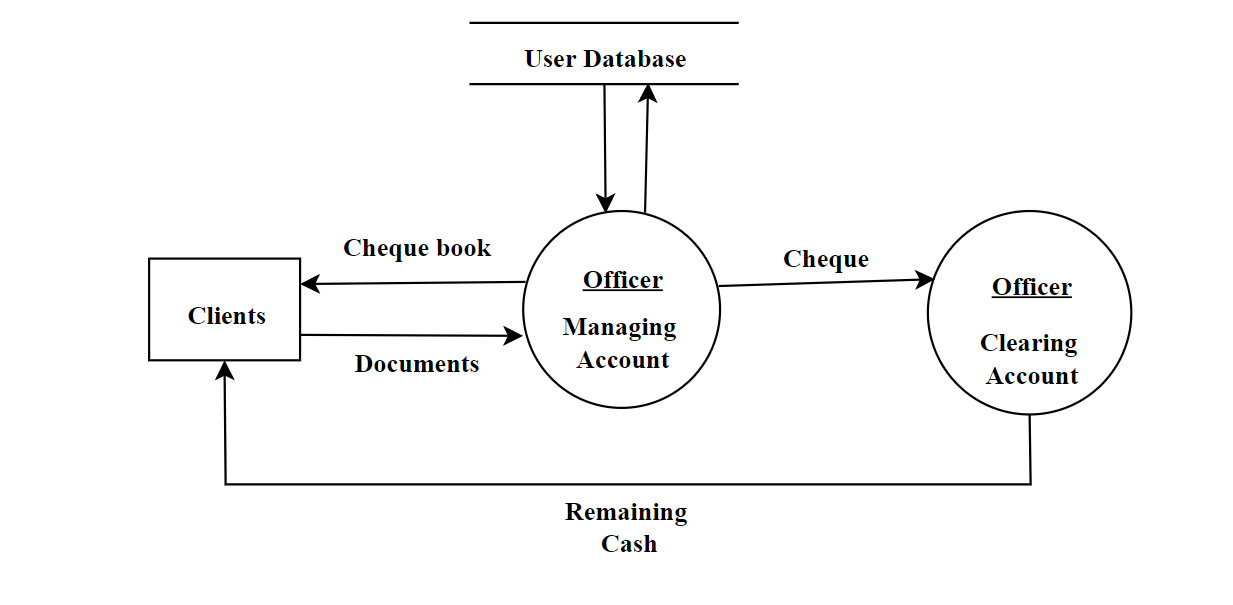 User Database
Cheque book
Clients
Documents
Officer
Managing
Account
Cheque
Officer
Clearing
Account
Remaining
Cash